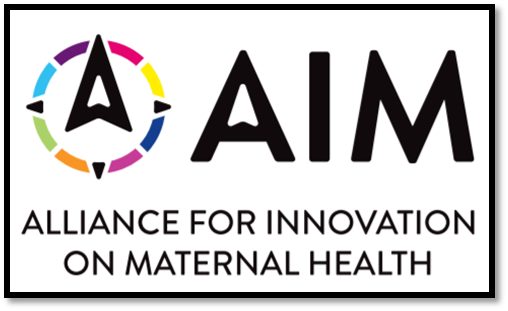 AIM
ALLIANCE FOR INNOVATION
ON MATERNAL HEALTH